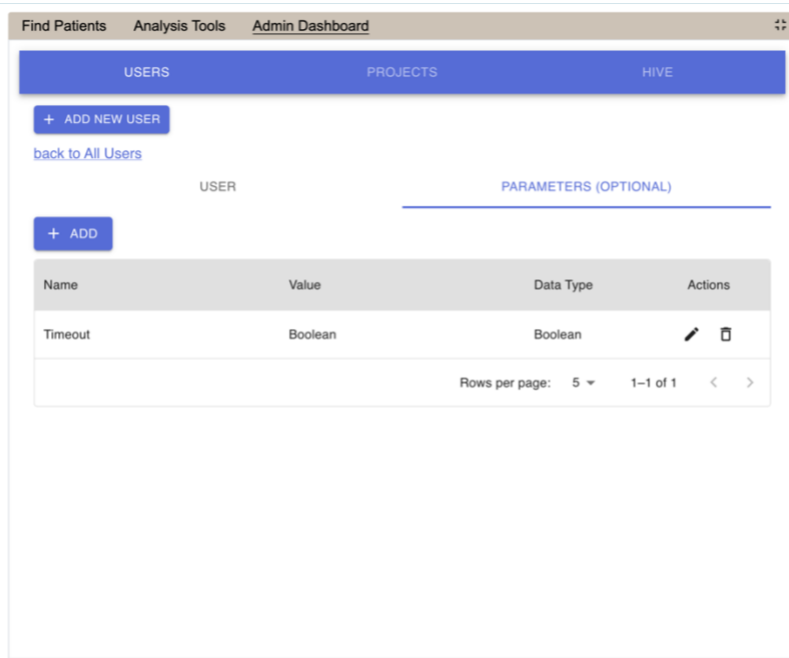 Find Patients Analysis Tools Admin Dashboard
USERS PROJECTS HIVE
+ ADD NEW USER
back to All Users
USER PARAMETERS (OPTIONAL)
+ ADD
Name Value Data Type Actions
Timeout Boolean Boolean
Rows per page: 5 1–1 of 1